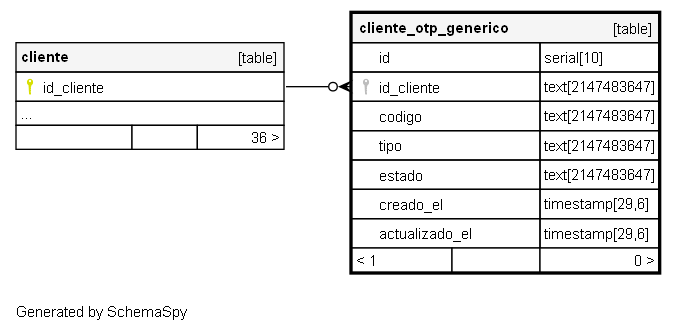 cliente [table]
id_cliente
...
36 >
cliente_otp_generico [table]
id serial[10]
id_cliente text[2147483647]
codigo text[2147483647]
tipo text[2147483647]
estado text[2147483647]
creado_el timestamp[29,6]
actualizado_el timestamp[29,6]
< 1 0 >
Generated by SchemaSpy